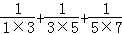 1/(1×3) + 1/(3×5) + 1/(5×7)